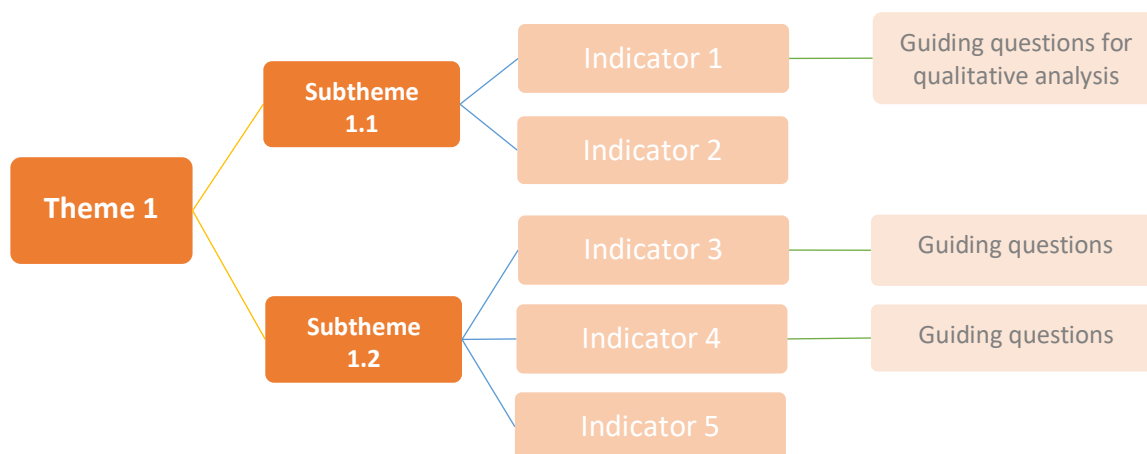 Theme 1
Subtheme
1.1
Indicator 1
Guiding questions for
qualitative analysis
Indicator 2
Subtheme
1.2
Indicator 3
Guiding questions
Indicator 4
Guiding questions
Indicator 5